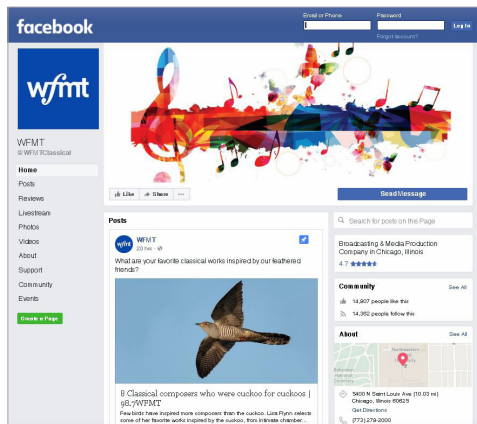 facebook
Email or Phone
Password
Log In
Forgot account?
wfmt
WFMT
@WFMTClassical
Home
Posts
Reviews
Livestream
Photos
Videos
About
Support
Community
Events
Create a Page
Like
Share
Send Message
Posts
wfmt
WFMT
20 hrs
What are your favorite classical works inspired by our feathered
friends?
8 Classical composers who were cuckoo for cuckoos |
98.7WFMT
Few birds have inspired more composers than the cuckoo. Lisa Flynn selects
some of her favorite works inspired by the cuckoo, from intimate chamber...
Search for posts on this Page
Broadcasting & Media Production
Company in Chicago, Illinois
4.7
Community
See All
14,907 people like this
14,362 people follow this
About
See All
Northeastern
5400 N Saint Louis Ave (10.03 mi)
Chicago, Illinois 60625
Get Directions
(773) 279-2000